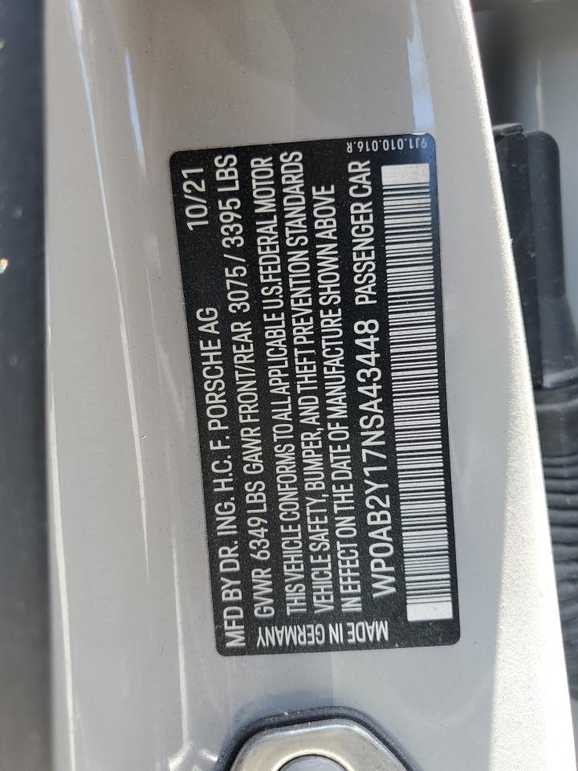 MFD BY DR. ING. H.C. F. PORSCHE AG 10/21
GVWR 6349 LBS GAWR FRONT/REAR 3075 / 3395 LBS
THIS VEHICLE CONFORMS TO ALL APPLICABLE U.S. FEDERAL MOTOR
VEHICLE SAFETY, BUMPER, AND THEFT PREVENTION STANDARDS
IN EFFECT ON THE DATE OF MANUFACTURE SHOWN ABOVE
WP0AB2Y17NSA43448 PASSENGER CAR
MADE IN GERMANY
9J1.010.016.R